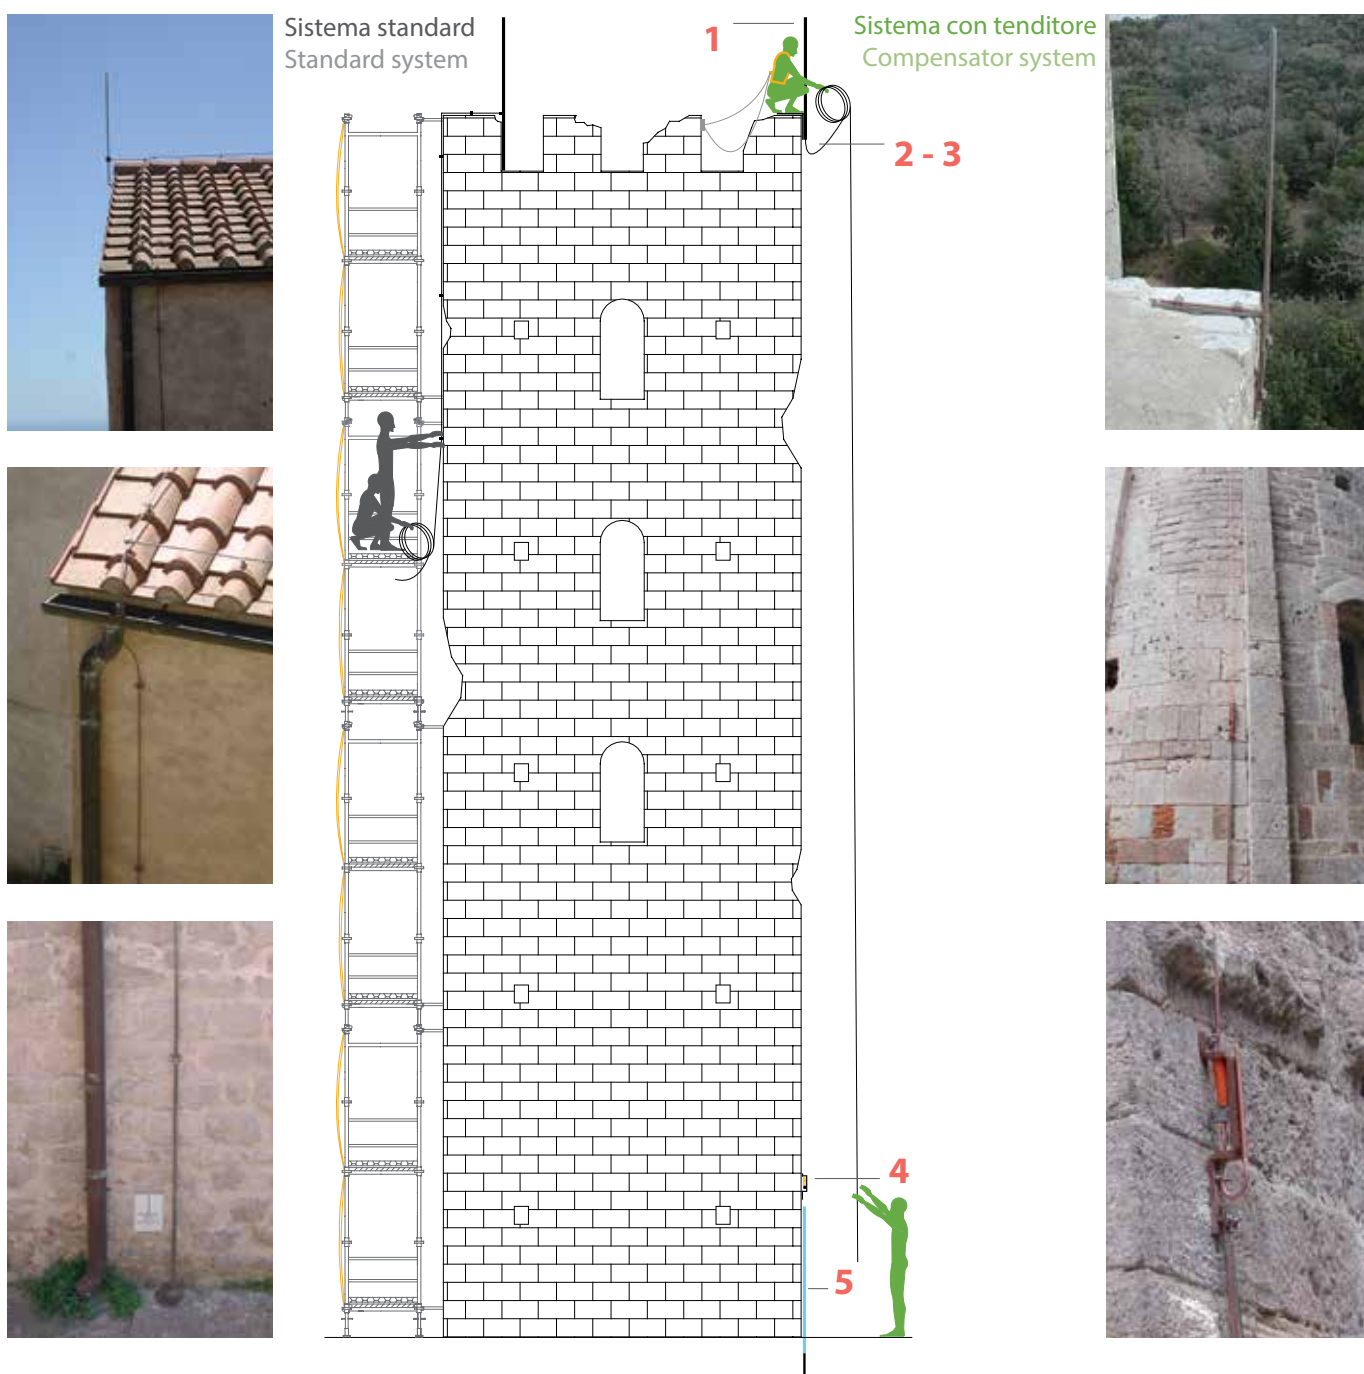 Sistema standard
Standard system
1
Sistema con tenditore
Compensator system
2 - 3
4
5